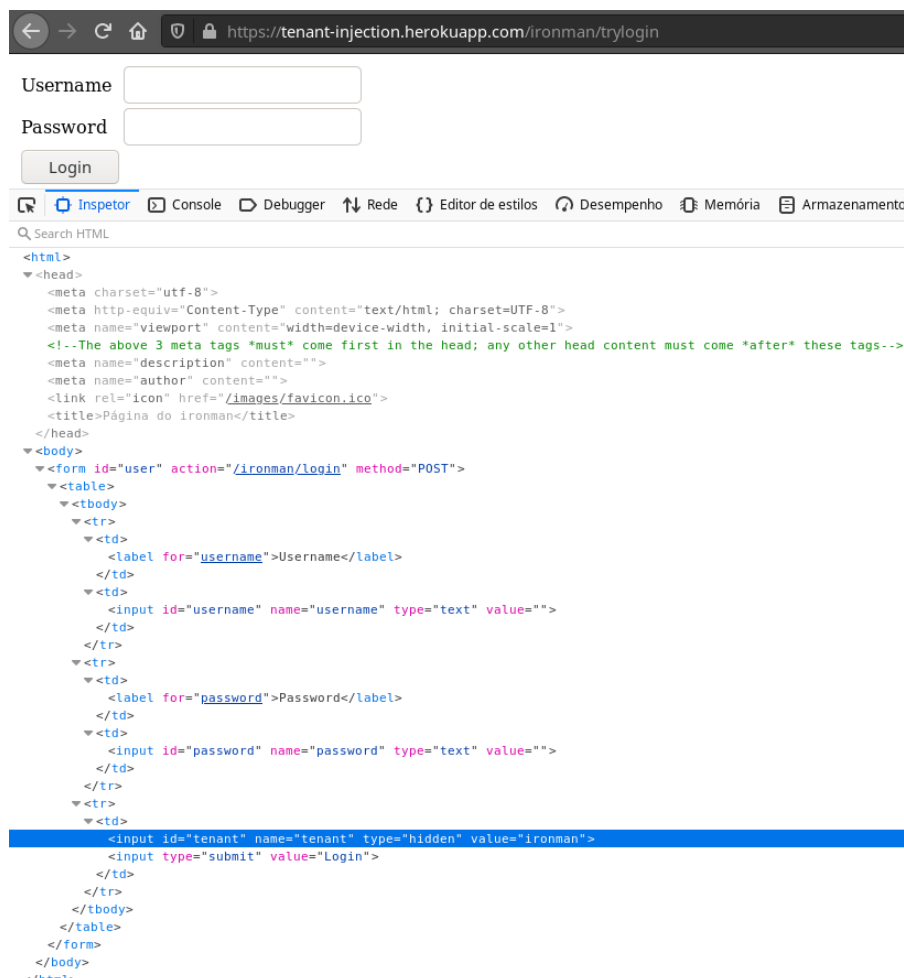 https://tenant-injection.herokuapp.com/ironman/trylogin
Username
Password
Login
Inspetor Console Debugger Rede {} Editor de estilos Desempenho Memória Armazenamento
Search HTML
<html>
<head>
<meta charset="utf-8">
<meta http-equiv="Content-Type" content="text/html; charset=UTF-8">
<meta name="viewport" content="width=device-width, initial-scale=1">
<!--The above 3 meta tags *must* come first in the head; any other head content must come *after* these tags-->
<meta name="description" content="">
<meta name="author" content="">
<link rel="icon" href="/images/favicon.ico">
<title>Página do ironman</title>
</head>
<body>
<form id="user" action="/ironman/login" method="POST">
<table>
<tbody>
<tr>
<td>
<label for="username">Username</label>
</td>
<td>
<input id="username" name="username" type="text" value="">
</td>
</tr>
<tr>
<td>
<label for="password">Password</label>
</td>
<td>
<input id="password" name="password" type="text" value="">
</td>
</tr>
<tr>
<td>
<input id="tenant" name="tenant" type="hidden" value="ironman">
<input type="submit" value="Login">
</td>
</tr>
</tbody>
</table>
</form>
</body>